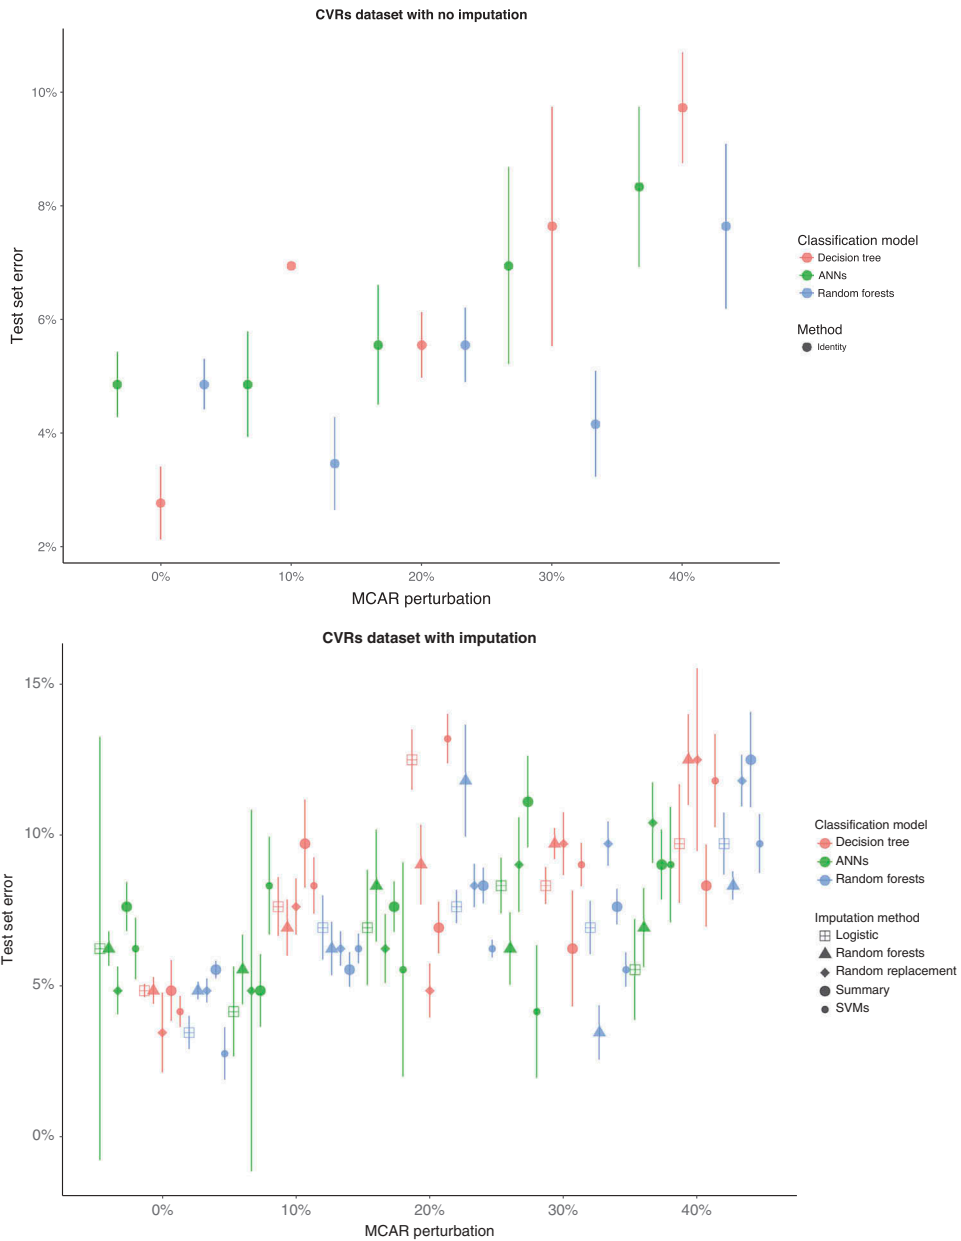 CVRs dataset with no imputation
10%
8%
6%
4%
2%
Test set error
0%
10%
20%
30%
40%
MCAR perturbation
Classification model
Decision tree
ANNs
Random forests
Method
Identity
CVRs dataset with imputation
15%
10%
5%
0%
Test set error
0%
10%
20%
30%
40%
MCAR perturbation
Classification model
Decision tree
ANNs
Random forests
Imputation method
Logistic
Random forests
Random replacement
Summary
SVMs